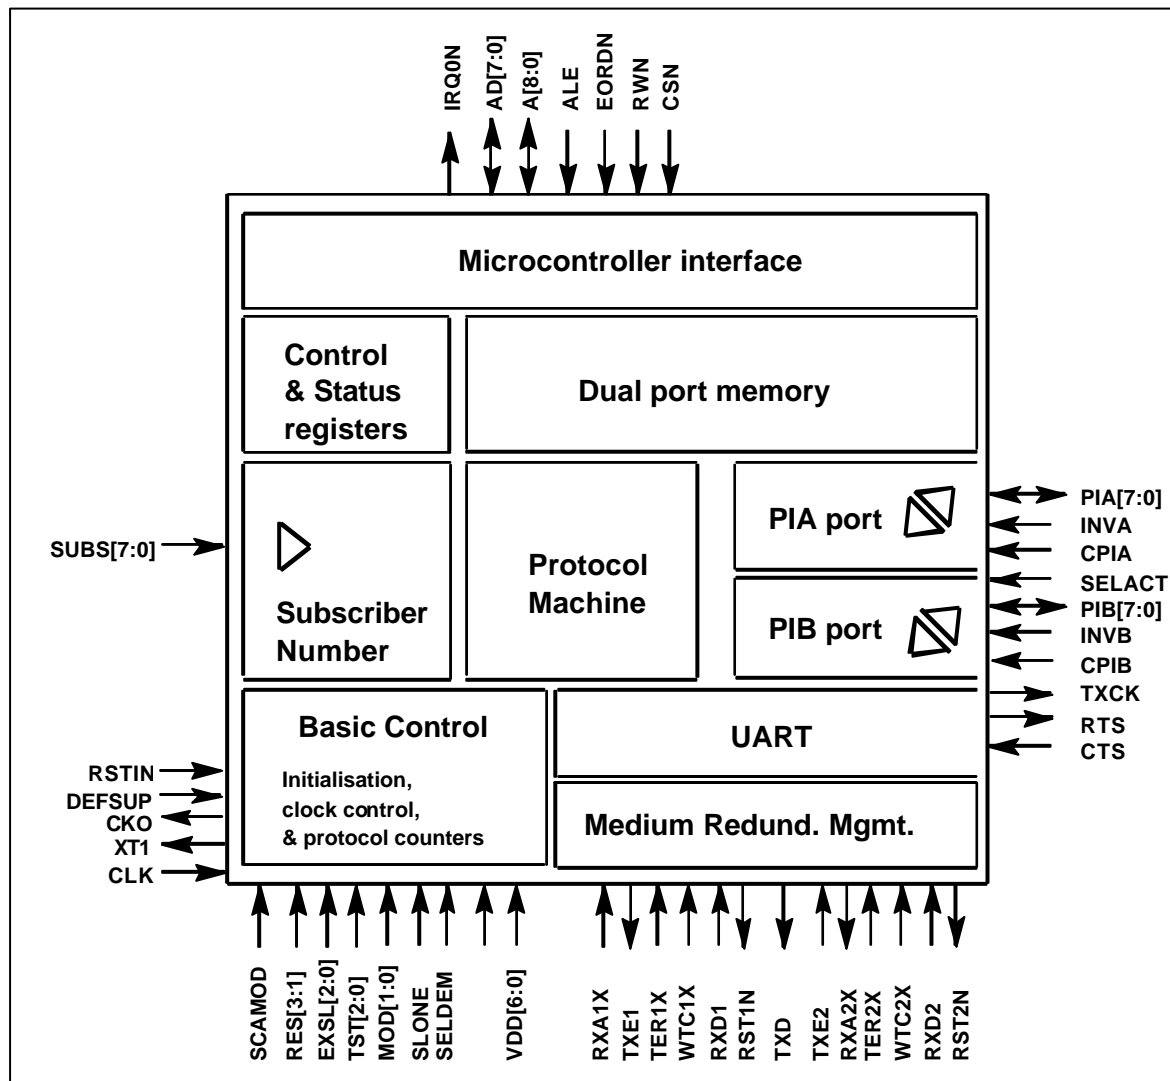 IRQ0N
AD[7:0]
A[8:0]
ALE
EORDN
RWN
CSN
Microcontroller interface
Control
& Status
registers
Dual port memory
SUBS[7:0]
Subscriber
Number
Protocol
Machine
PIA port
PIB port
PIA[7:0]
INVA
CPIA
SELACT
PIB[7:0]
INVB
CPIB
TXCK
RTS
CTS
Basic Control
Initialisation,
clock control,
& protocol counters
UART
Medium Redund. Mgmt.
RSTIN
DEFSUP
CKO
XT1
CLK
SCAMOD
RES[3:1]
EXSL[2:0]
TST[2:0]
MOD[1:0]
SLONE
SELDEM
VDD[6:0]
RXA1X
TXE1
TER1X
WTC1X
RXD1
RST1N
TXD
TXE2
RXA2X
TER2X
WTC2X
RXD2
RST2N